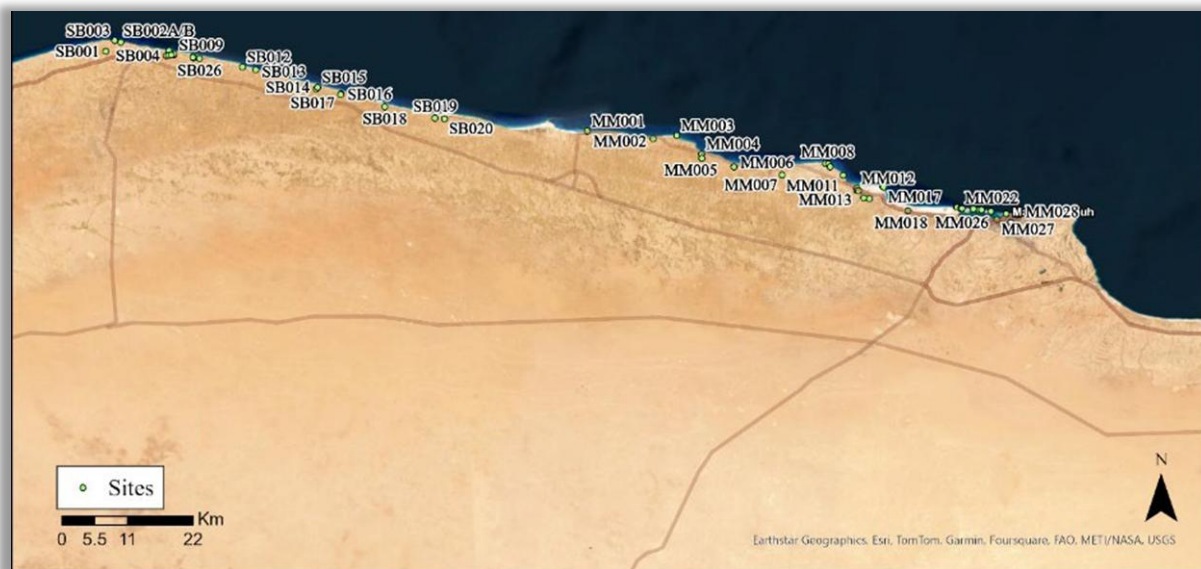 SB003
SB002A/B
SB001
SB004
SB009
SB026
SB012
SB013
SB014
SB015
SB017
SB016
SB018
SB019
SB020
MM001
MM002
MM003
MM004
MM005
MM006
MM007
MM008
MM011
MM012
MM013
MM017
MM018
MM022
MM026
MM028
MM027
Sites
Km
0 5.5 11 22
N
Earthstar Geographics, Esri, TomTom, Garmin, Foursquare, FAO, METI/NASA, USGS